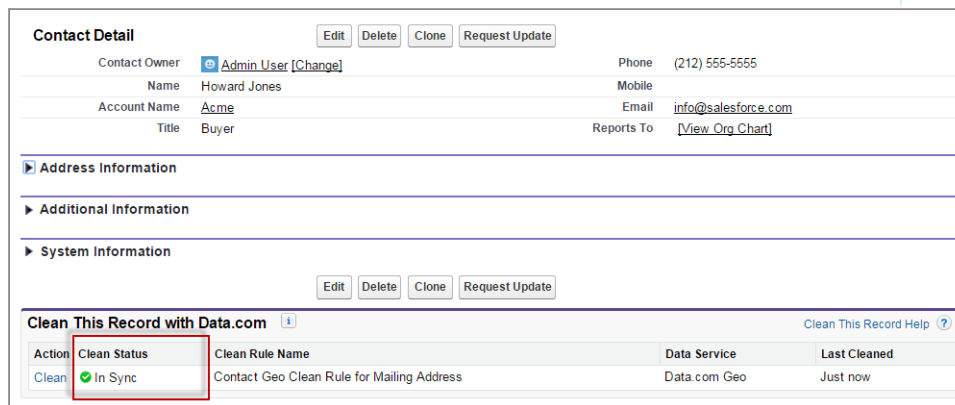 Contact Detail Edit Delete Clone Request Update
Contact Owner Admin User [Change] Phone (212) 555-5555
Name Howard Jones Mobile
Account Name Acme Email info@salesforce.com
Title Buyer Reports To [View Org Chart]
Address Information
Additional Information
System Information
Edit Delete Clone Request Update
Clean This Record with Data.com i Clean This Record Help ?
Action Clean Status Clean Rule Name Data Service Last Cleaned
Clean In Sync Contact Geo Clean Rule for Mailing Address Data.com Geo Just now